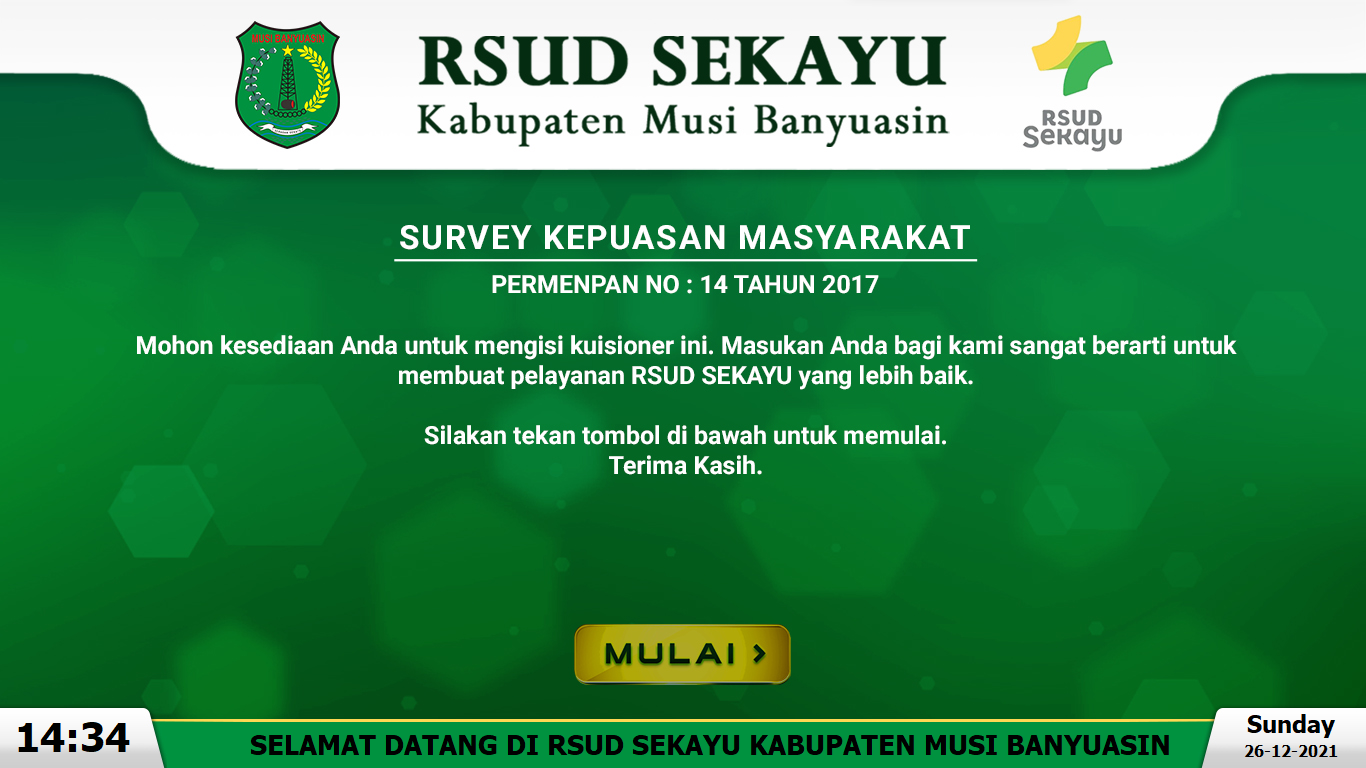 MUSI BANYUASIN
RSUD SEKAYU
Kabupaten Musi Banyuasin
RSUD
Sekayu
SURVEY KEPUASAN MASYARAKAT
PERMENPAN NO : 14 TAHUN 2017
Mohon kesediaan Anda untuk mengisi kuisioner ini. Masukan Anda bagi kami sangat berarti untuk
membuat pelayanan RSUD SEKAYU yang lebih baik.
Silakan tekan tombol di bawah untuk memulai.
Terima Kasih.
MULAI >
14:34
SELAMAT DATANG DI RSUD SEKAYU KABUPATEN MUSI BANYUASIN
Sunday
26-12-2021